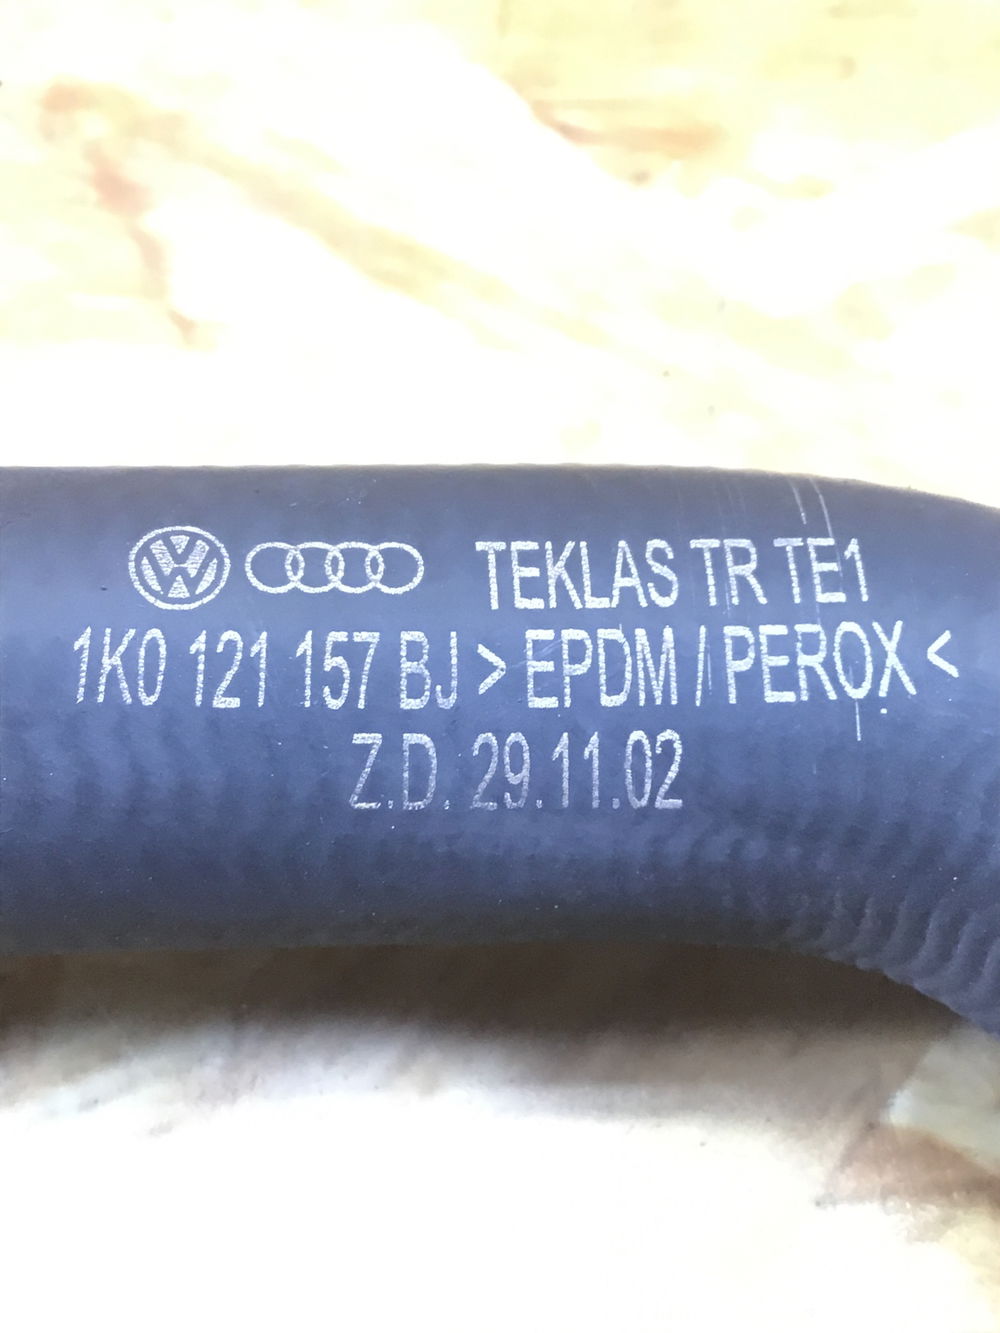 TEKLAS TR TE1
1K0 121 157 BJ >EPDM / PEROX<
Z.D. 29.11.02